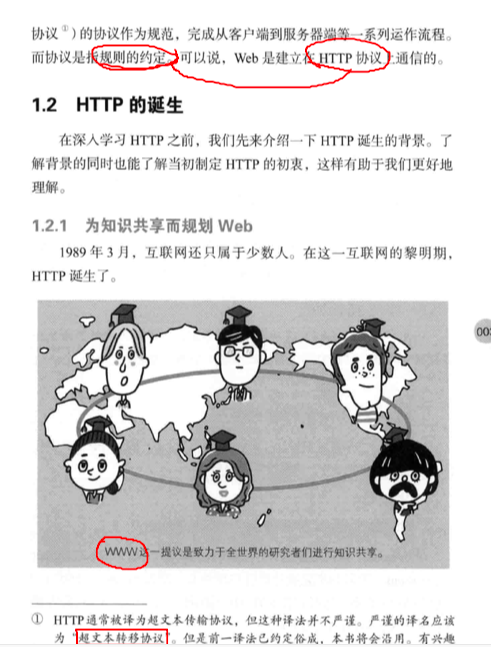 协议①)的协议作为规范，完成从客户端到服务器端等一系列运作流程。
而协议是指规则的约定。可以说，Web 是建立在 HTTP 协议上通信的。
1.2 HTTP 的诞生
在深入学习 HTTP 之前，我们先来介绍一下 HTTP 诞生的背景。了
解背景的同时也能了解当初制定 HTTP 的初衷，这样有助于我们更好地
理解。
1.2.1 为知识共享而规划 Web
1989 年 3 月，互联网还只属于少数人。在这一互联网的黎明期，
HTTP 诞生了。
00
WWW 这一提议是致力于全世界的研究者们进行知识共享。
① HTTP通常被译为超文本传输协议，但这种译法并不严谨。严谨的译名应该
为“超文本转移协议”。但是前一译法已约定俗成，本书将会沿用。有兴趣